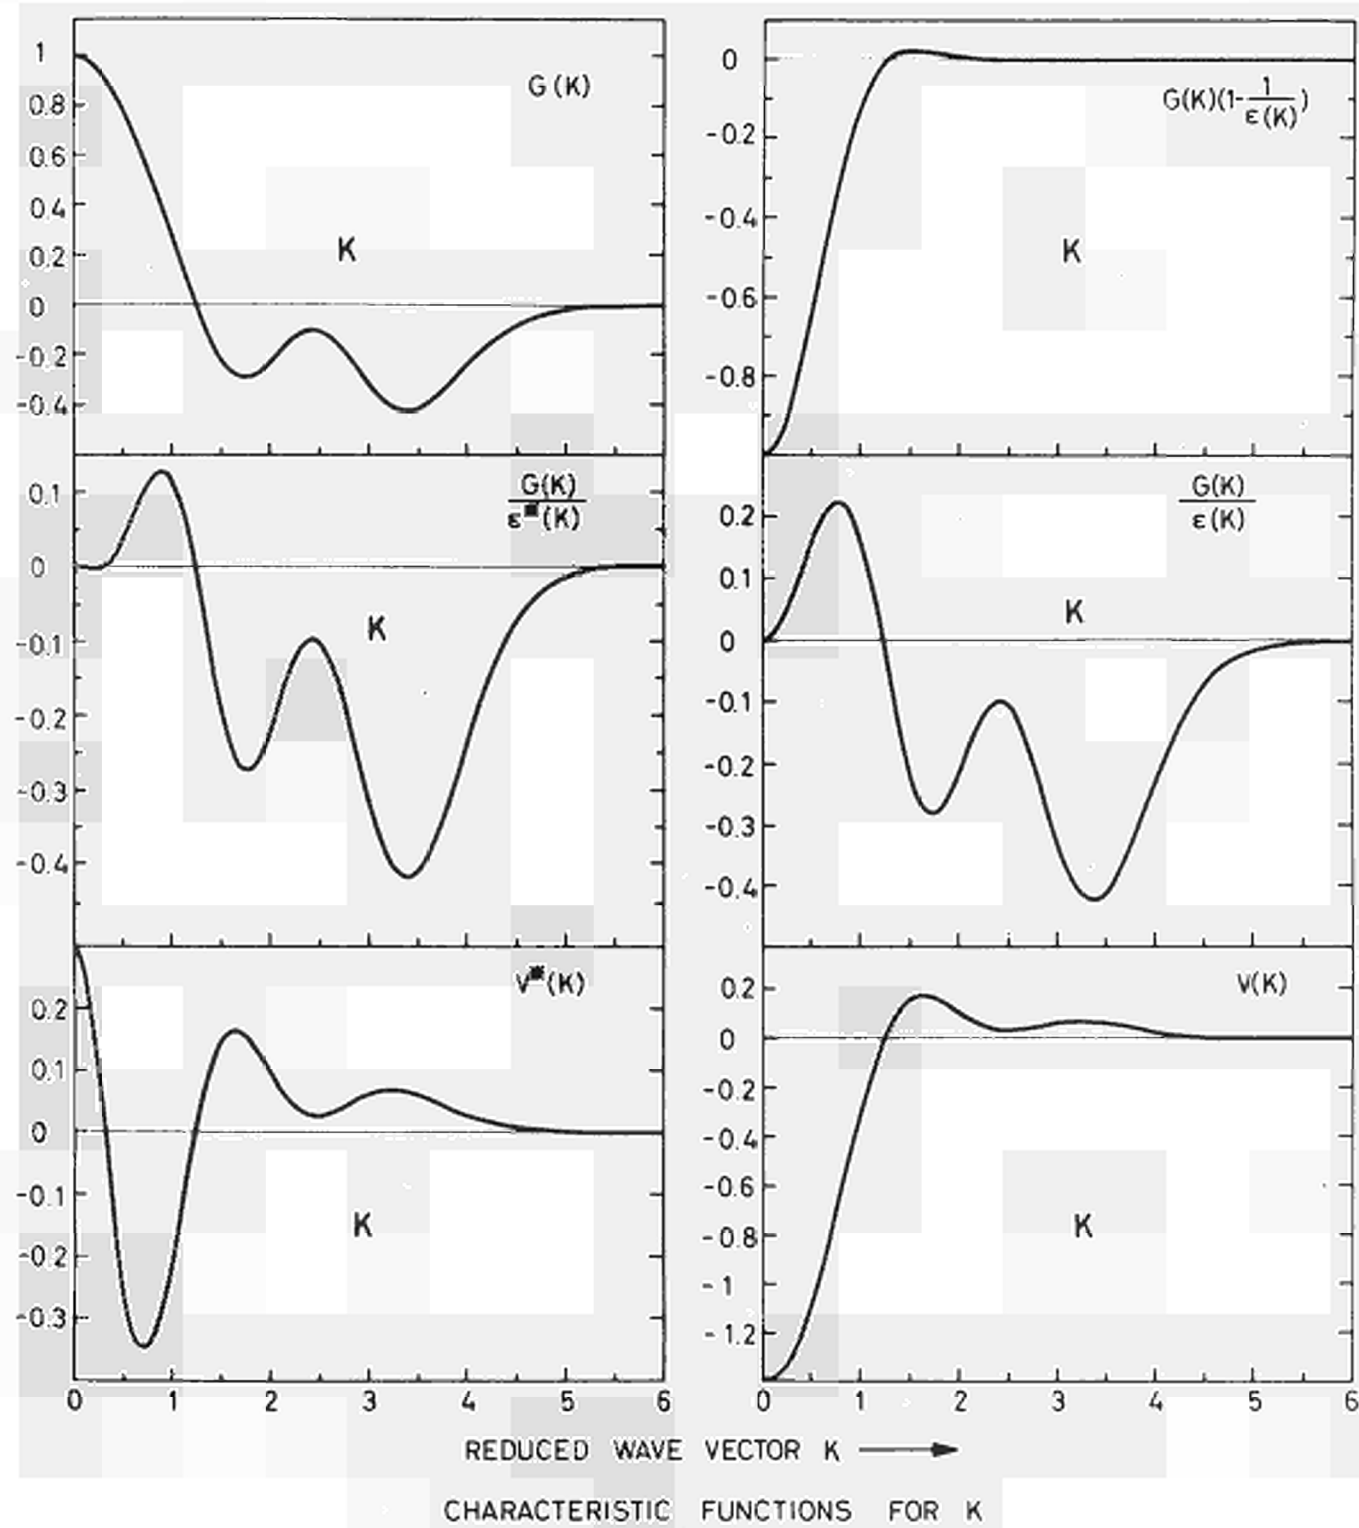 1
0.8
0.6
0.4
0.2
0
-0.2
-0.4
G(K)
K
0
-0.2
-0.4
-0.6
-0.8
G(K)(1-1/ε(K))
K
0.1
0
-0.1
-0.2
-0.3
-0.4
G(K)
ε*(K)
K
0.2
0.1
0
-0.1
-0.2
-0.3
-0.4
G(K)
ε(K)
K
0.2
0.1
0
-0.1
-0.2
-0.3
V*(K)
K
0 1 2 3 4 5 6
0.2
0
-0.2
-0.4
-0.6
-0.8
-1
-1.2
V(K)
K
0 1 2 3 4 5 6
REDUCED WAVE VECTOR K ⟶
CHARACTERISTIC FUNCTIONS FOR K